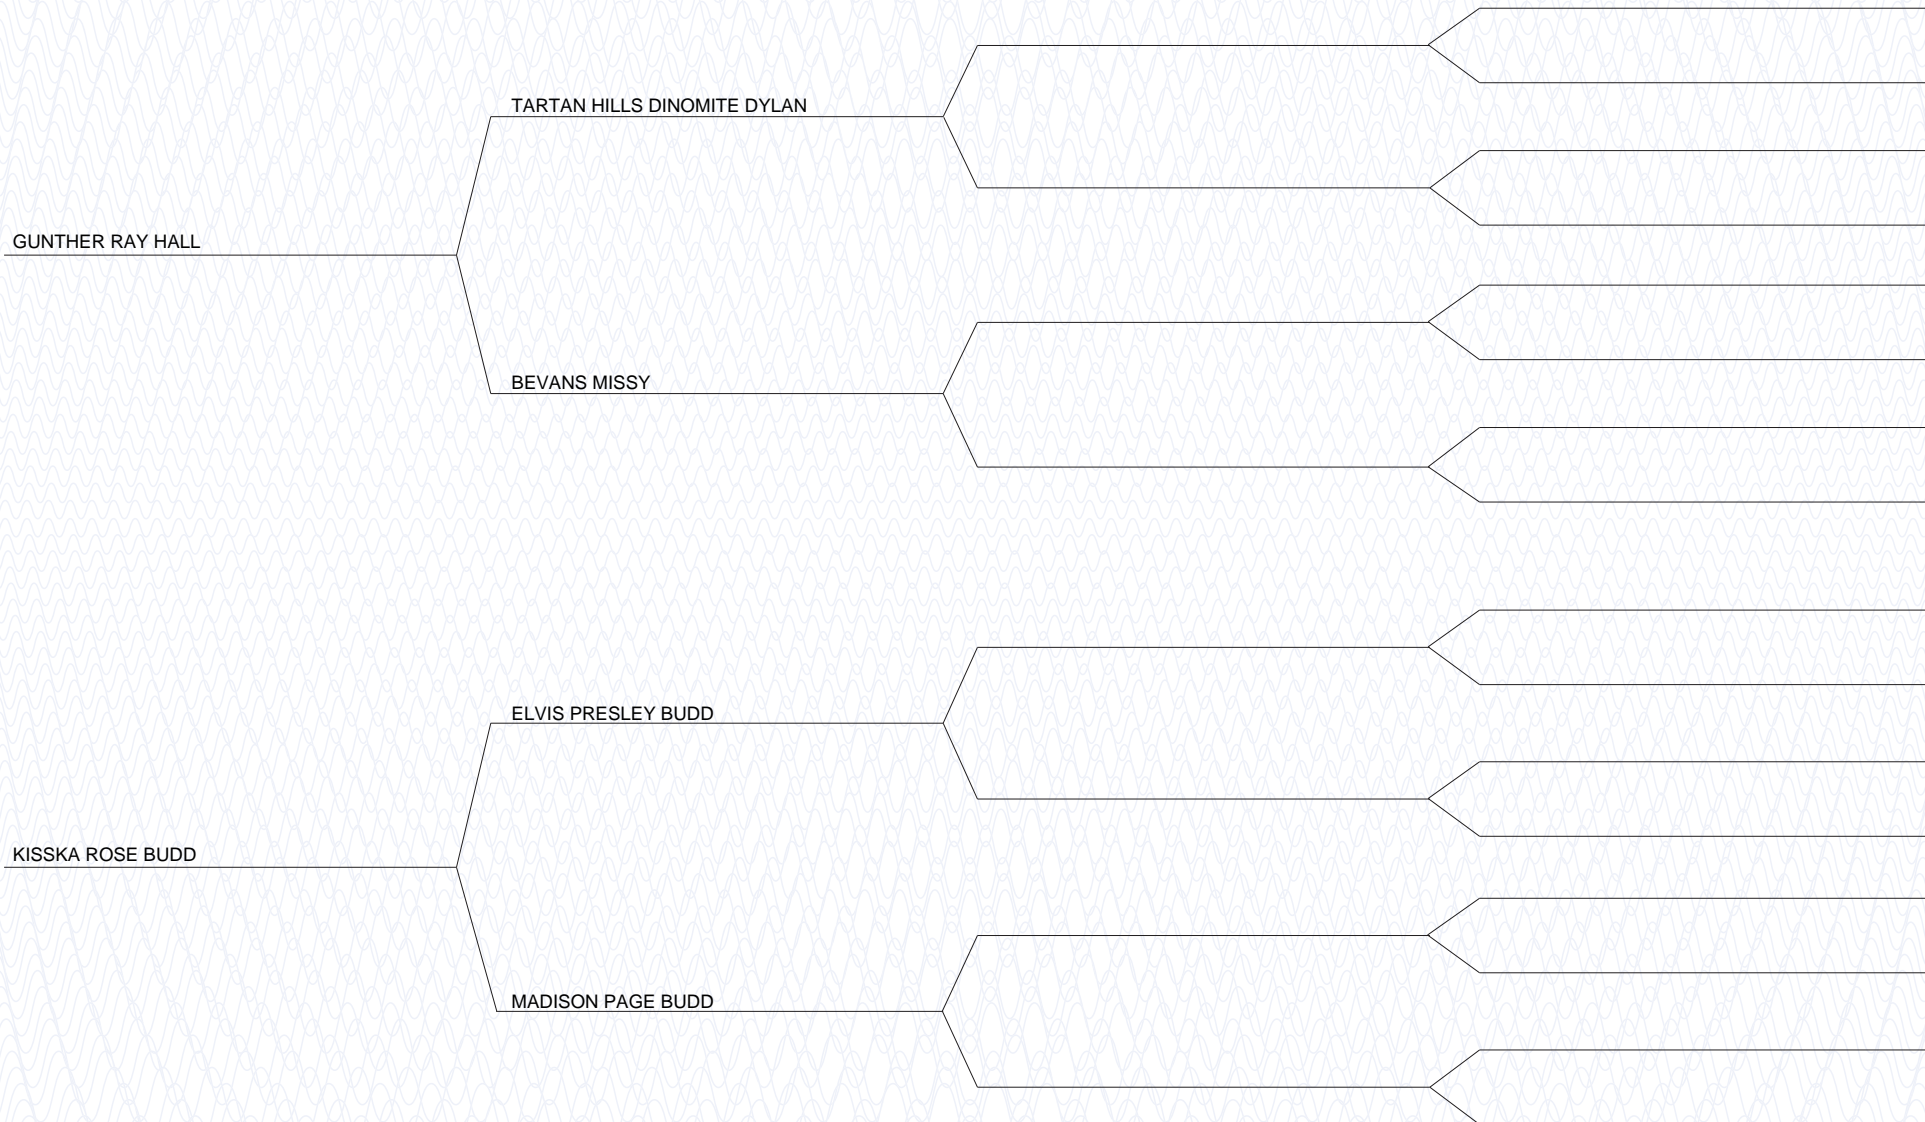 TARTAN HILLS DINOMITE DYLAN
GUNTHER RAY HALL
BEVANS MISSY
ELVIS PRESLEY BUDD
KISSKA ROSE BUDD
MADISON PAGE BUDD